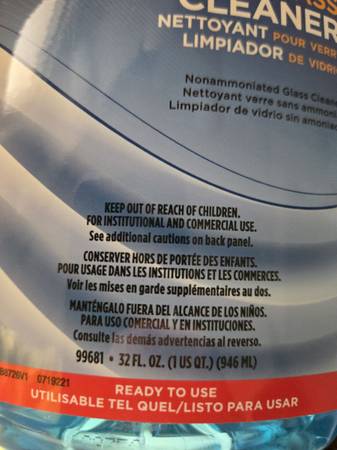 CLEANER
NETTOYANT POUR VERRE
LIMPIADOR DE VIDRIO
Nonammoniated Glass Cleaner
Nettoyant verre sans ammoniac
Limpiador de vidrio sin amoniaco
KEEP OUT OF REACH OF CHILDREN.
FOR INSTITUTIONAL AND COMMERCIAL USE.
See additional cautions on back panel.
CONSERVER HORS DE PORTÉE DES ENFANTS.
POUR USAGE DANS LES INSTITUTIONS ET LES COMMERCES.
Voir les mises en garde supplémentaires au dos.
MANTÉNGALO FUERA DEL ALCANCE DE LOS NIÑOS.
PARA USO COMERCIAL Y EN INSTITUCIONES.
Consulte las demás advertencias al reverso.
99681 • 32 FL. OZ. (1 US QT.) (946 ML)
0719221
READY TO USE
UTILISABLE TEL QUEL/LISTO PARA USAR